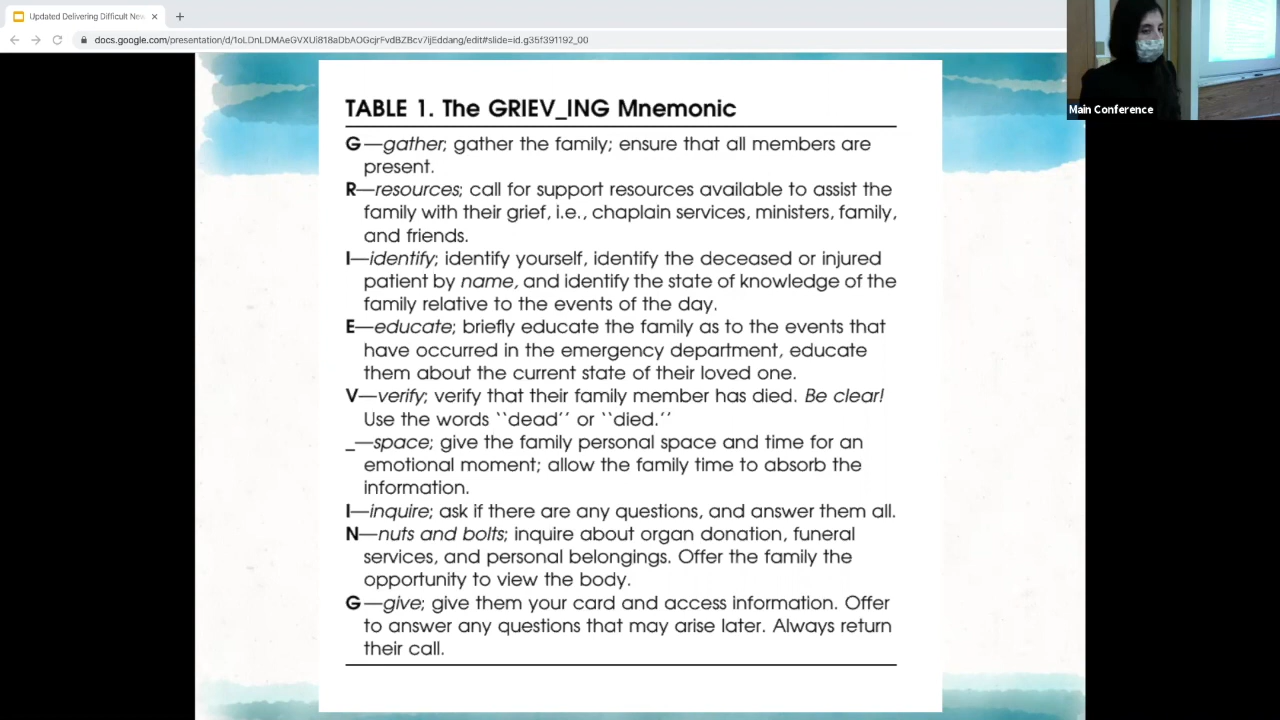 Updated Delivering Difficult New
docs.google.com/presentation/d/1oLDnLDMAeGVXUi818aDbAOGcjrFvdBZBcv7ijEddang/edit#slide=id.g35f391192_00
Main Conference
TABLE 1. The GRIEV_ING Mnemonic
G—gather; gather the family; ensure that all members are
present.
R—resources; call for support resources available to assist the
family with their grief, i.e., chaplain services, ministers, family,
and friends.
I—identify; identify yourself, identify the deceased or injured
patient by name, and identify the state of knowledge of the
family relative to the events of the day.
E—educate; briefly educate the family as to the events that
have occurred in the emergency department, educate
them about the current state of their loved one.
V—verify; verify that their family member has died. Be clear!
Use the words ``dead'' or ``died.''
_—space; give the family personal space and time for an
emotional moment; allow the family time to absorb the
information.
I—inquire; ask if there are any questions, and answer them all.
N—nuts and bolts; inquire about organ donation, funeral
services, and personal belongings. Offer the family the
opportunity to view the body.
G—give; give them your card and access information. Offer
to answer any questions that may arise later. Always return
their call.